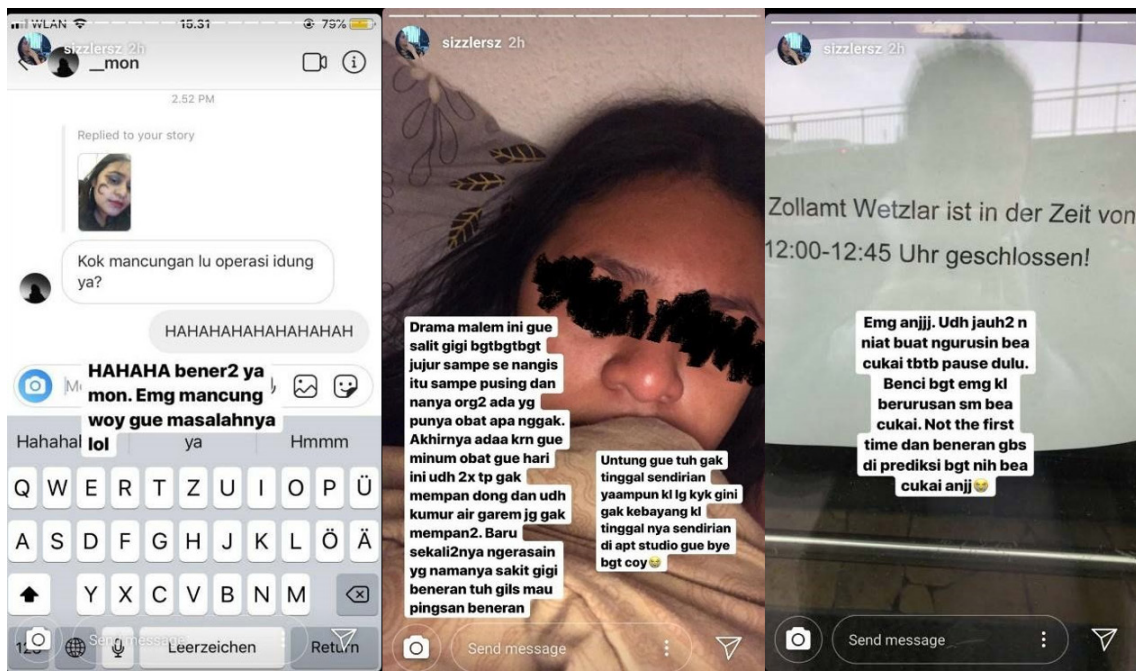 WLAN 15.31 79%
sizzlersz 2h
__mon
2.52 PM
Replied to your story
Kok mancungan lu operasi idung
ya?
HAHAHAHAHAHAHAHAH
HAHAHA bener2 ya
mon. Emg mancung
woy gue masalahnya
lol
Hahahal ya Hmmm
Q W E R T Z U I O P Ü
A S D F G H J K L Ö Ä
Y X C V B N M
123 Leerzeichen Return
Send message
sizzlersz 2h
Drama malem ini gue
salit gigi bgtbgtbgt
jujur sampe se nangis
itu sampe pusing dan
nanya org2 ada yg
punya obat apa nggak.
Akhirnya adaa krn gue
minum obat gue hari
ini udh 2x tp gak
mempan dong dan udh
kumur air garem jg gak
mempan2. Baru
sekali2nya ngerasain
yg namanya sakit gigi
beneran tuh gils mau
pingsan beneran
Untung gue tuh gak
tinggal sendirian
yaampun kl lg kyk gini
gak kebayang kl
tinggal nya sendirian
di apt studio gue bye
bgt coy😭
Send message
sizzlersz 2h
Zollamt Wetzlar ist in der Zeit von
12:00-12:45 Uhr geschlossen!
Emg anjjj. Udh jauh2 n
niat buat ngurusin bea
cukai tbtb pause dulu.
Benci bgt emg kl
berurusan sm bea
cukai. Not the first
time dan beneran gbs
di prediksi bgt nih bea
cukai anjj😭
Send message